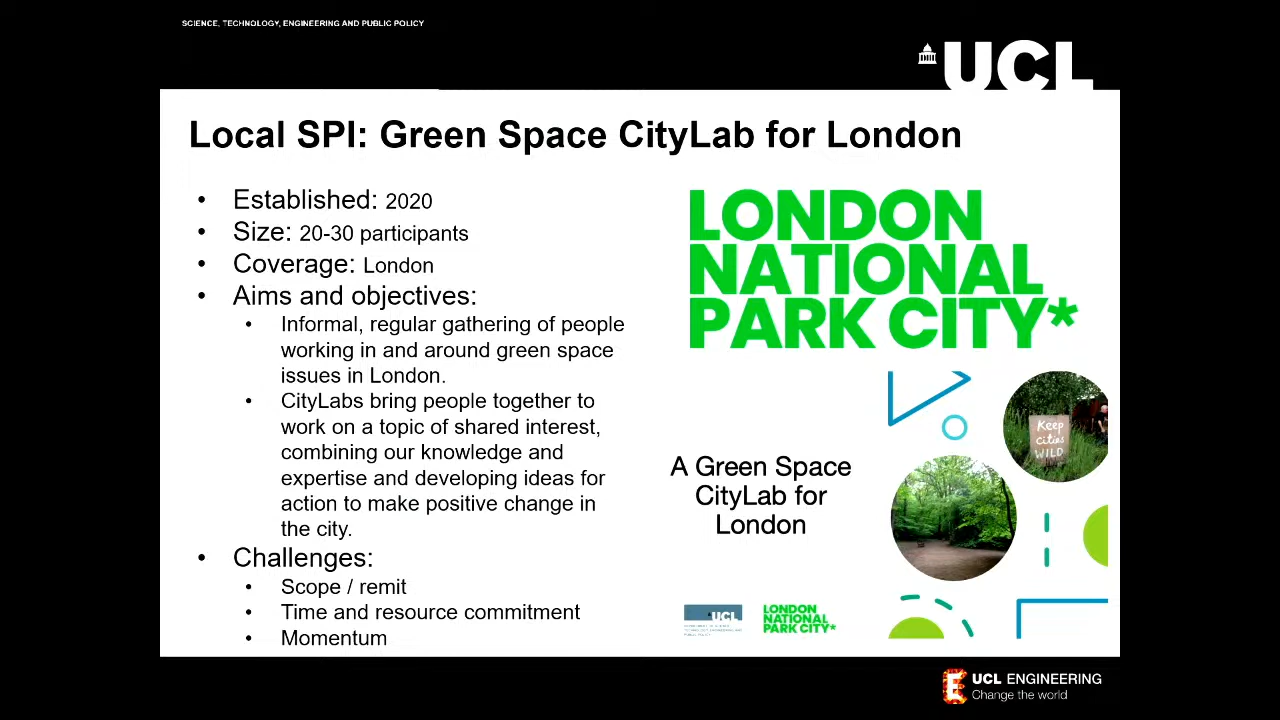 SCIENCE, TECHNOLOGY, ENGINEERING AND PUBLIC POLICY
UCL
Local SPI: Green Space CityLab for London
• Established: 2020
• Size: 20-30 participants
• Coverage: London
• Aims and objectives:
• Informal, regular gathering of people
working in and around green space
issues in London.
• CityLabs bring people together to
work on a topic of shared interest,
combining our knowledge and
expertise and developing ideas for
action to make positive change in
the city.
• Challenges:
• Scope / remit
• Time and resource commitment
• Momentum
LONDON
NATIONAL
PARK CITY*
Keep
cities
WILD
A Green Space
CityLab for
London
UCL
LONDON
NATIONAL
PARK CITY*
UCL ENGINEERING
Change the world